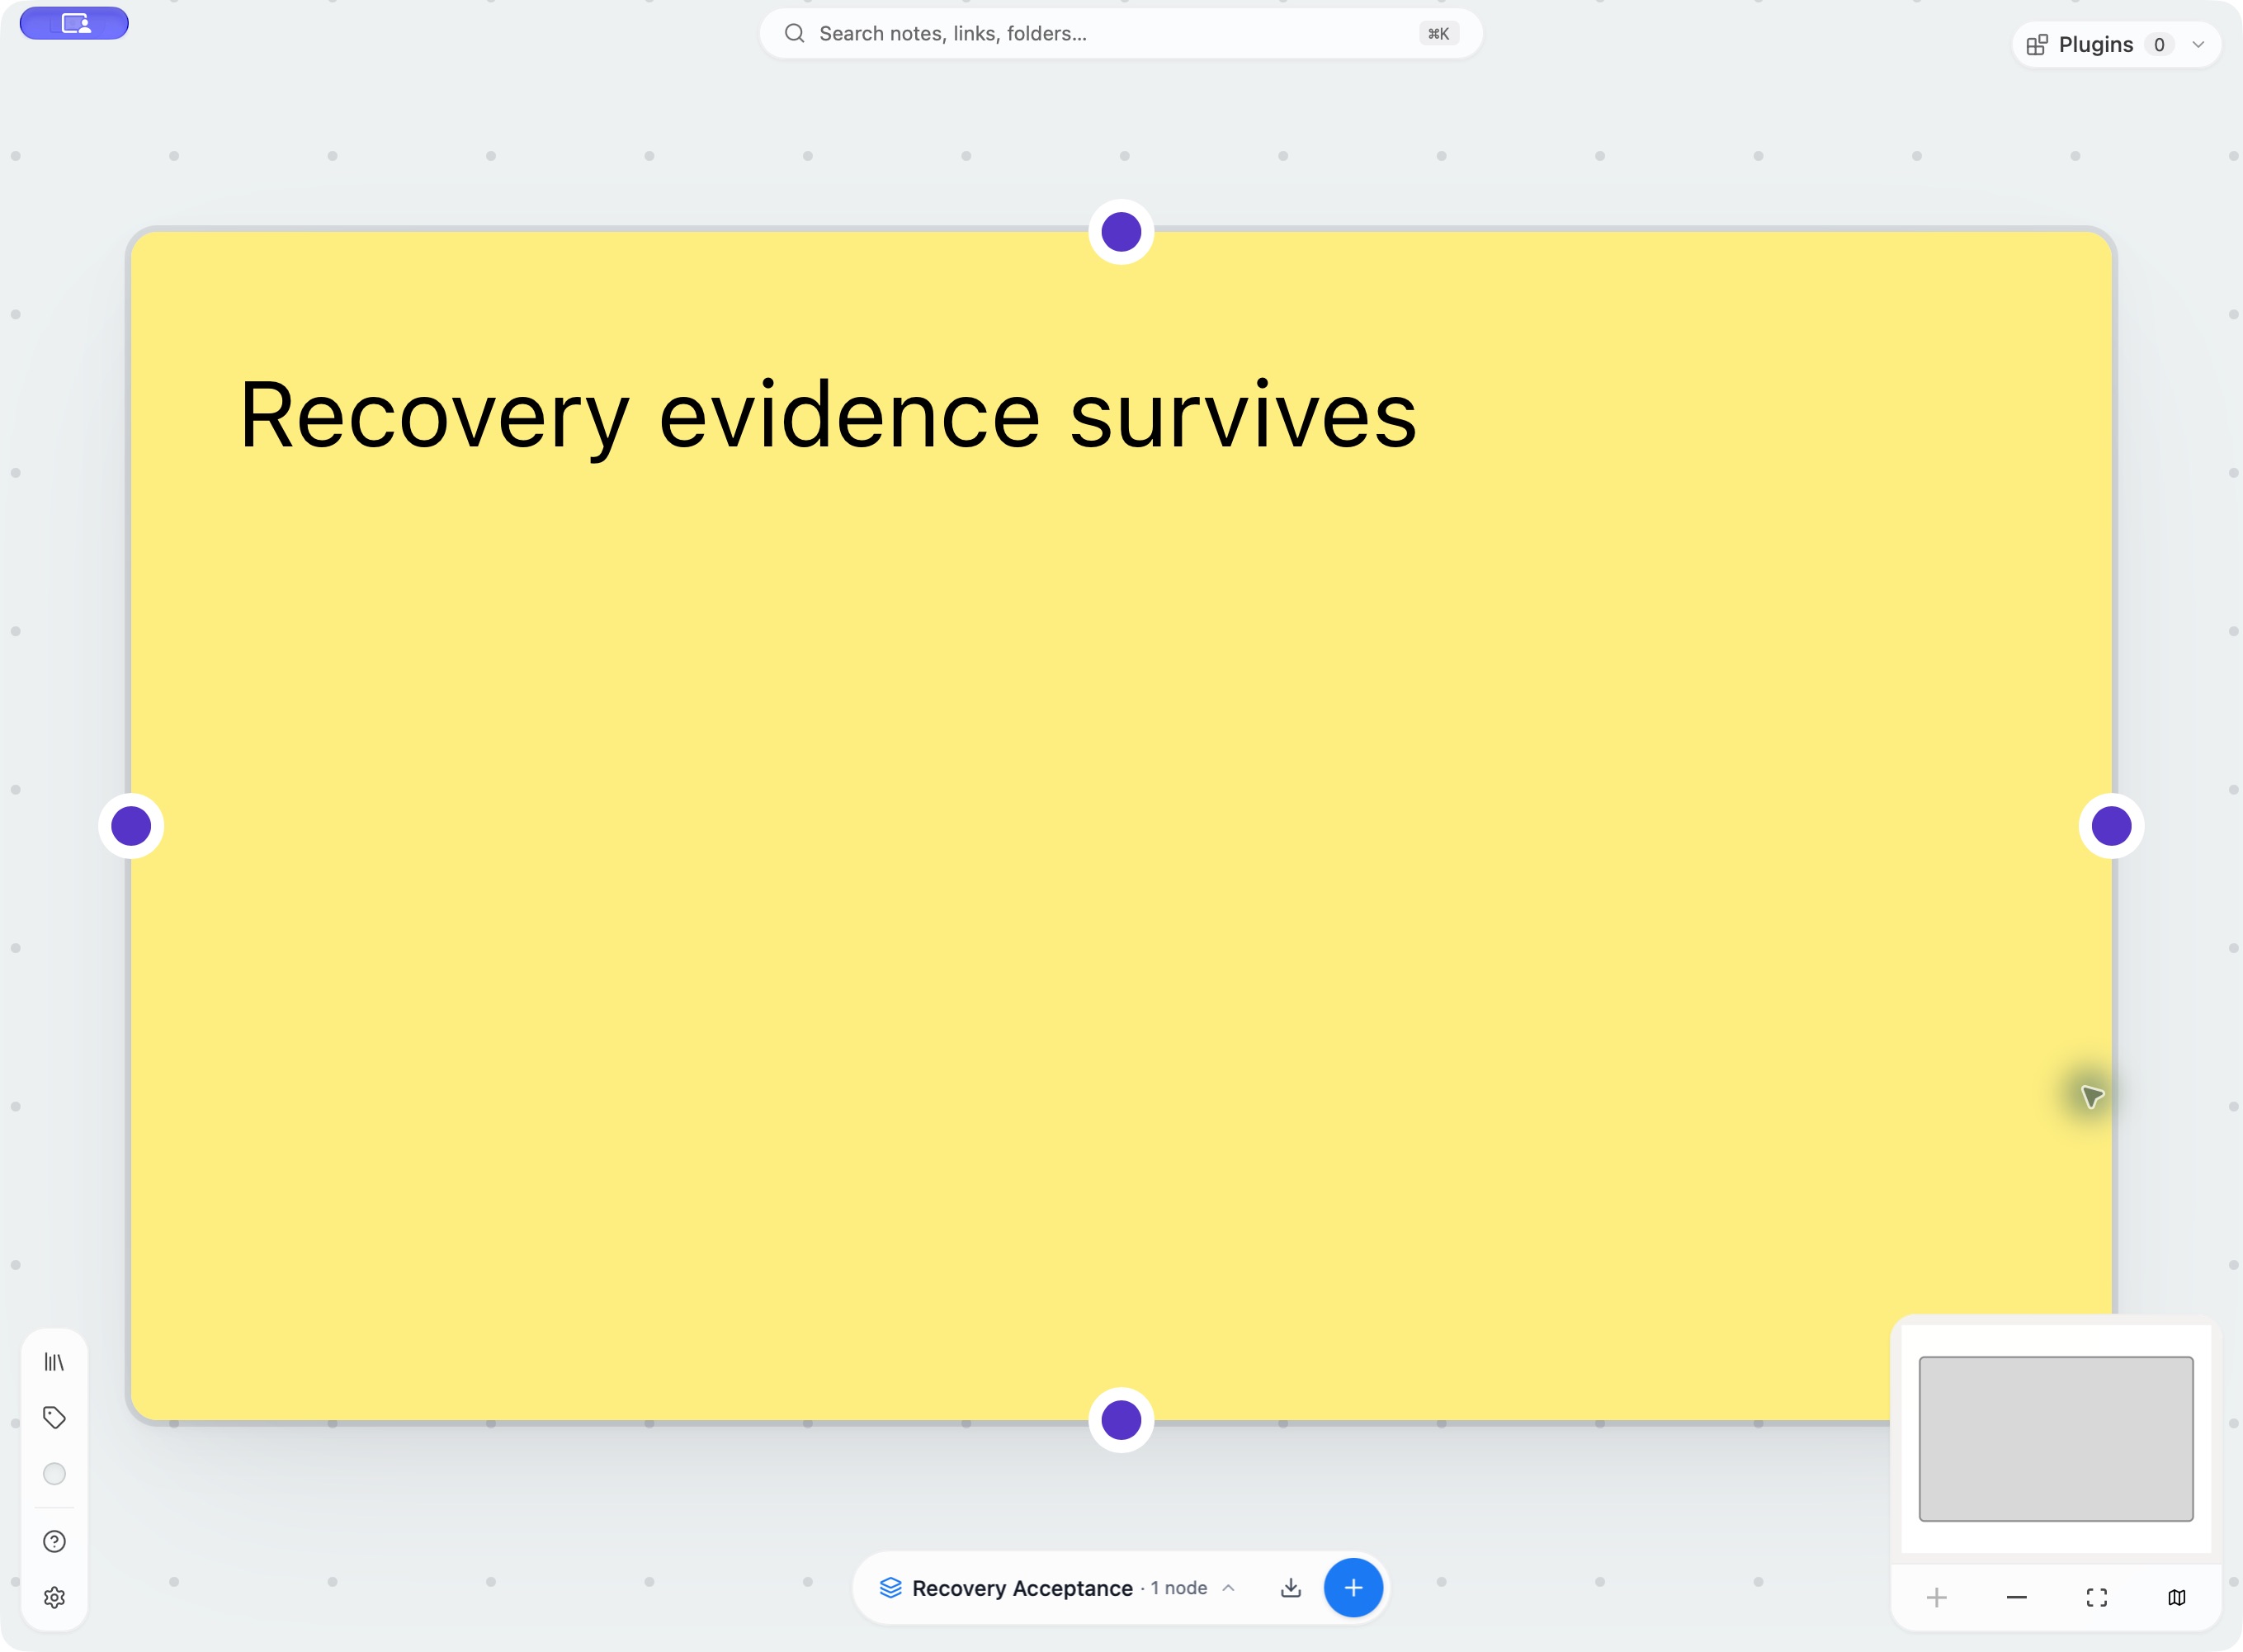 Search notes, links, folders...
⌘K
Plugins 0
Recovery evidence survives
Recovery Acceptance · 1 node